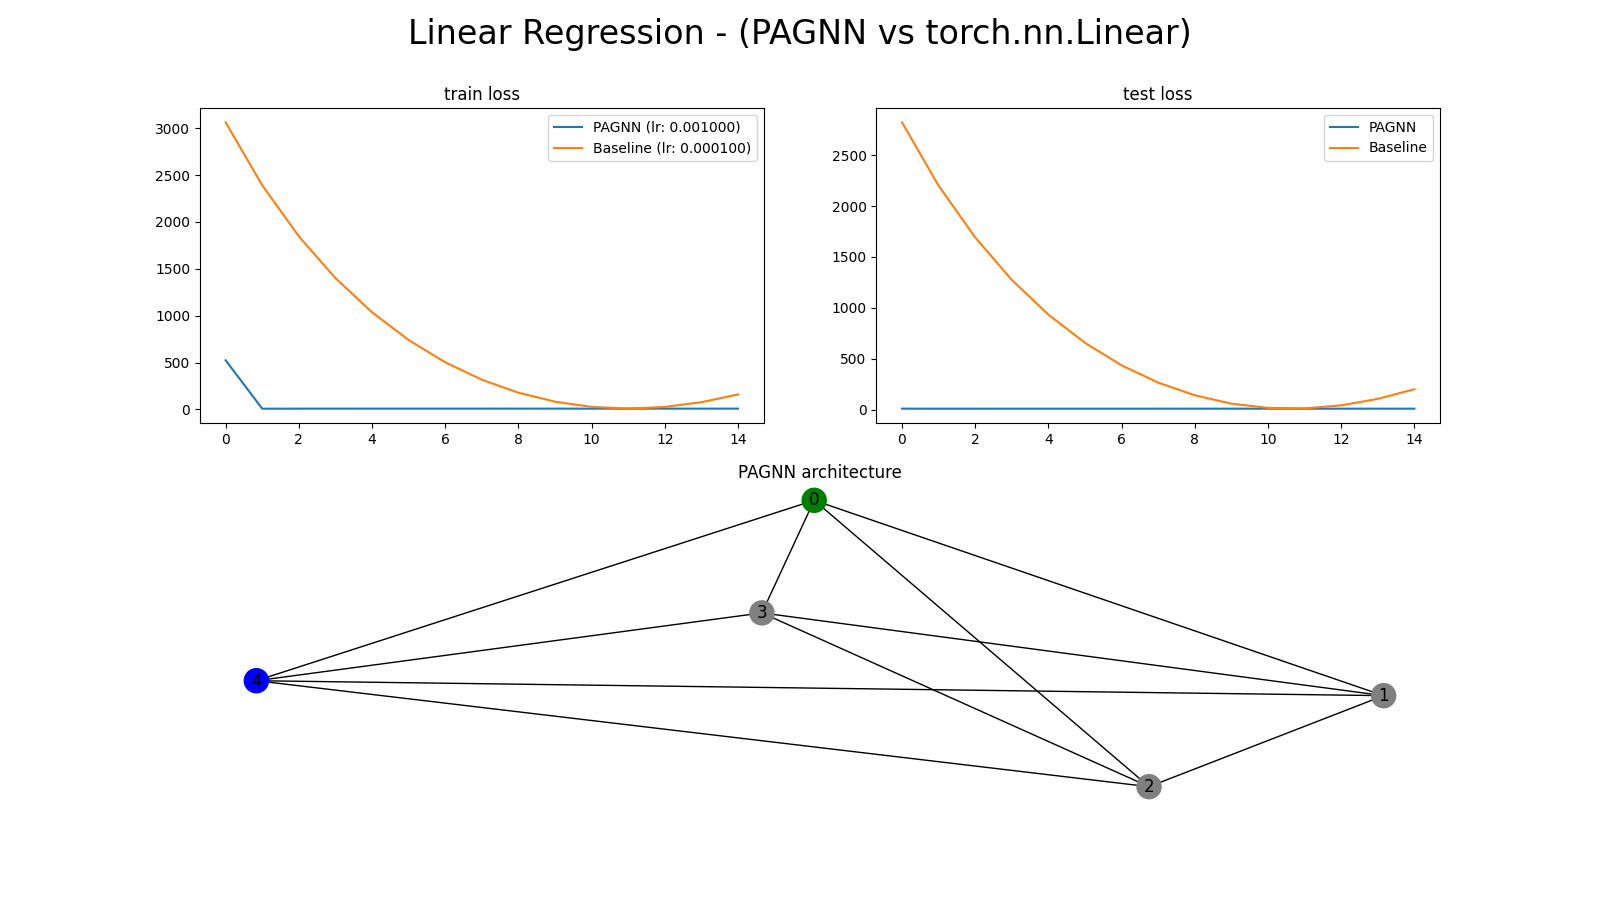 Linear Regression - (PAGNN vs torch.nn.Linear)
train loss
3000
2500
2000
1500
1000
500
0
0 2 4 6 8 10 12 14
PAGNN (lr: 0.001000)
Baseline (lr: 0.000100)
test loss
2500
2000
1500
1000
500
0
0 2 4 6 8 10 12 14
PAGNN
Baseline
PAGNN architecture
0
3
4
1
2